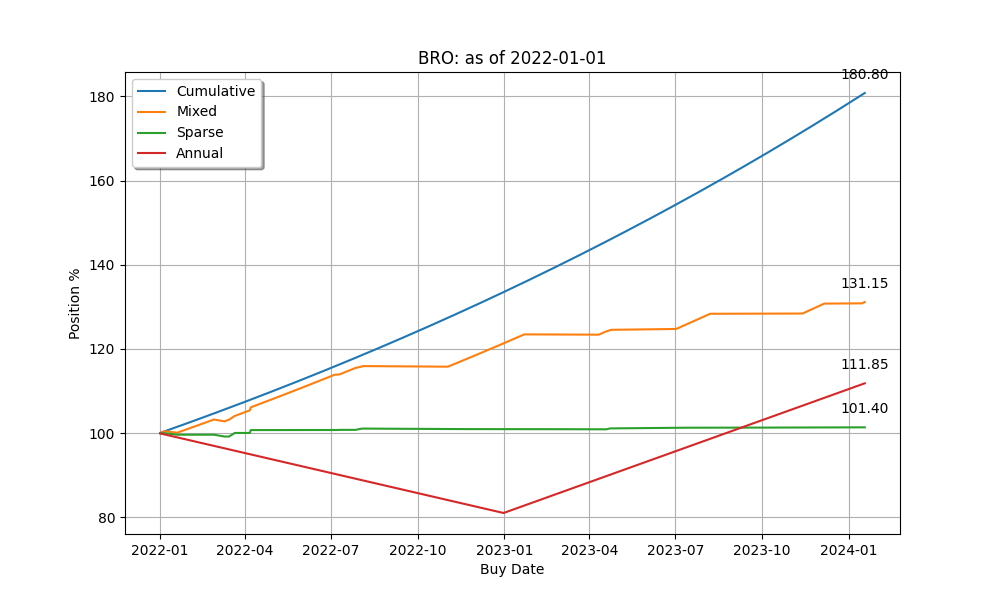 BRO: as of 2022-01-01
Cumulative
Mixed
Sparse
Annual
180.80
131.15
111.85
101.40
Position %
180
160
140
120
100
80
2022-01 2022-04 2022-07 2022-10 2023-01 2023-04 2023-07 2023-10 2024-01
Buy Date